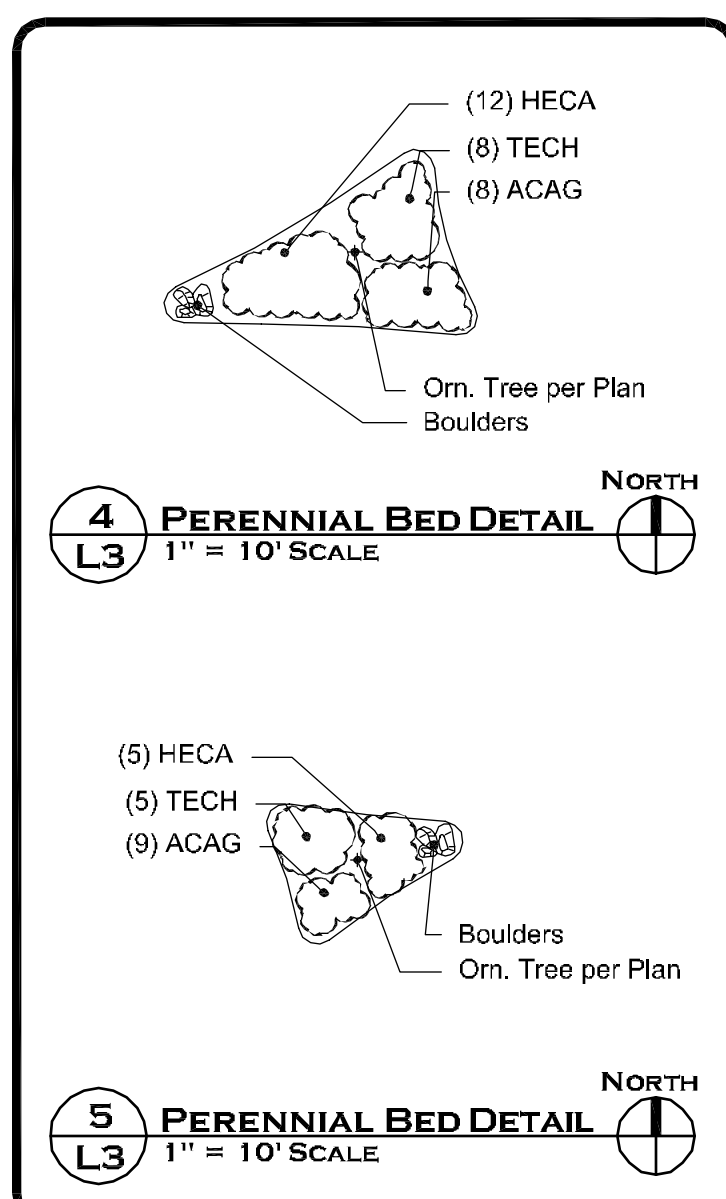 (12) HECA
(8) TECH
(8) ACAG
Orn. Tree per Plan
Boulders
NORTH
4
L3
PERENNIAL BED DETAIL
1" = 10' SCALE
(5) HECA
(5) TECH
(9) ACAG
Boulders
Orn. Tree per Plan
NORTH
5
L3
PERENNIAL BED DETAIL
1" = 10' SCALE